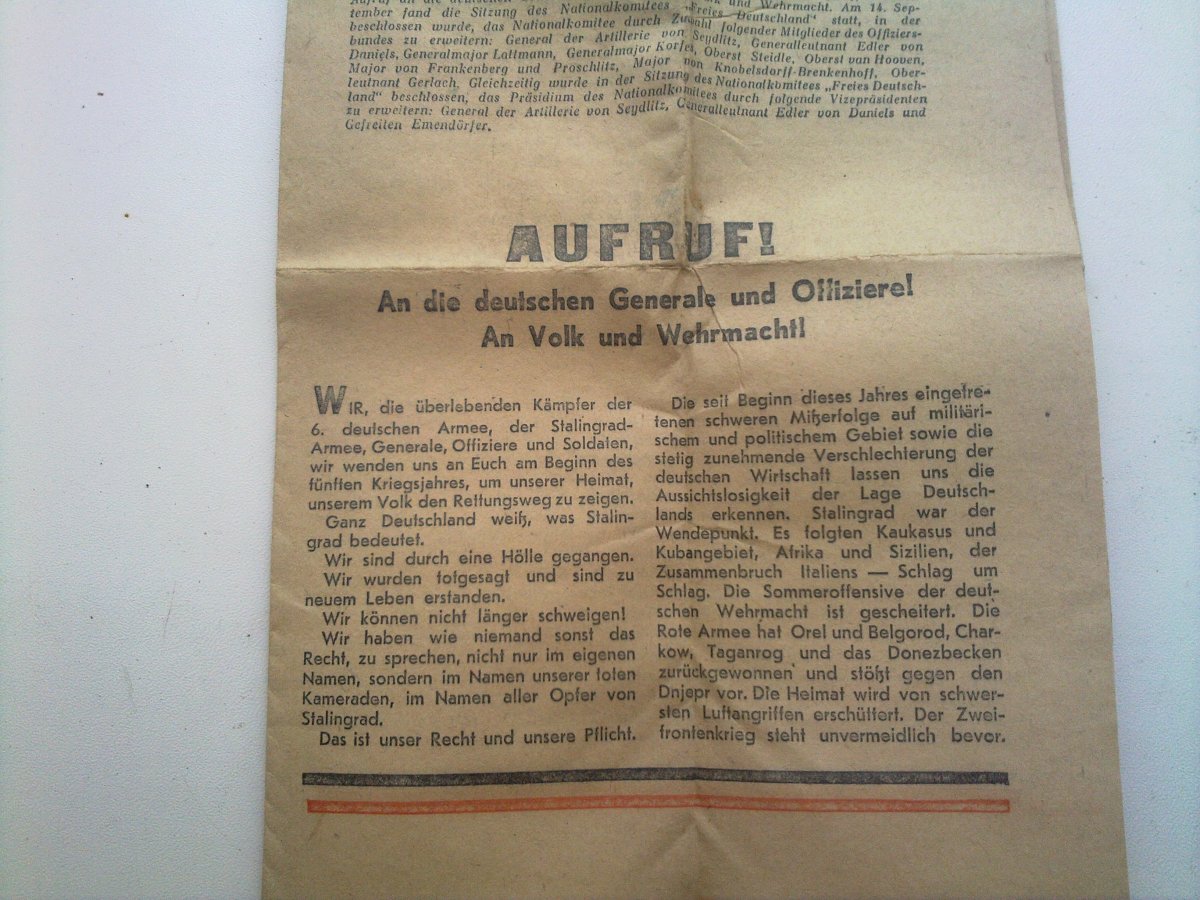 Aufruf an die deutschen und Wehrmacht. Am 14. Sep-
tember fand die Sitzung des Nationalkomitees „Freies Deutschland“ statt, in der
beschlossen wurde, das Nationalkomitee durch Zuwahl folgender Mitglieder des Offiziers-
bundes zu erweitern: General der Artillerie von Seydlitz, Generalleutnant Edler von
Daniels, Generalmajor Lattmann, Generalmajor Korfes, Oberst Steidle, Oberst van Hooven,
Major von Frankenberg und Proschlitz, Major von Knobelsdorff-Brenkenhoff, Ober-
leutnant Gerlach. Gleichzeitig wurde in der Sitzung des Nationalkomitees „Freies Deutsch-
land“ beschlossen, das Präsidium des Nationalkomitees durch folgende Vizepräsidenten
zu erweitern: General der Artillerie von Seydlitz, Generalleutnant Edler von Daniels und
Gefreiten Emendörfer.
AUFRUF!
An die deutschen Generale und Offiziere!
An Volk und Wehrmacht!
WIR, die überlebenden Kämpfer der
6. deutschen Armee, der Stalingrad-
Armee, Generale, Offiziere und Soldaten,
wir wenden uns an Euch am Beginn des
fünften Kriegsjahres, um unserer Heimat,
unserem Volk den Rettungsweg zu zeigen.
Ganz Deutschland weiß, was Stalin-
grad bedeutet.
Wir sind durch eine Hölle gegangen.
Wir wurden totgesagt und sind zu
neuem Leben erstanden.
Wir können nicht länger schweigen!
Wir haben wie niemand sonst das
Recht, zu sprechen, nicht nur im eigenen
Namen, sondern im Namen unserer toten
Kameraden, im Namen aller Opfer von
Stalingrad.
Das ist unser Recht und unsere Pflicht.
Die seit Beginn dieses Jahres eingetre-
tenen schweren Mißerfolge auf militäri-
schem und politischem Gebiet sowie die
stetig zunehmende Verschlechterung der
deutschen Wirtschaft lassen uns die
Aussichtslosigkeit der Lage Deutsch-
lands erkennen. Stalingrad war der
Wendepunkt. Es folgten Kaukasus und
Kubangebiet, Afrika und Sizilien, der
Zusammenbruch Italiens — Schlag um
Schlag. Die Sommeroffensive der deut-
schen Wehrmacht ist gescheitert. Die
Rote Armee hat Orel und Belgorod, Char-
kow, Taganrog und das Donezbecken
zurückgewonnen und stößt gegen den
Dnjepr vor. Die Heimat wird von schwer-
sten Luftangriffen erschüttert. Der Zwei-
frontenkrieg steht unvermeidlich bevor.